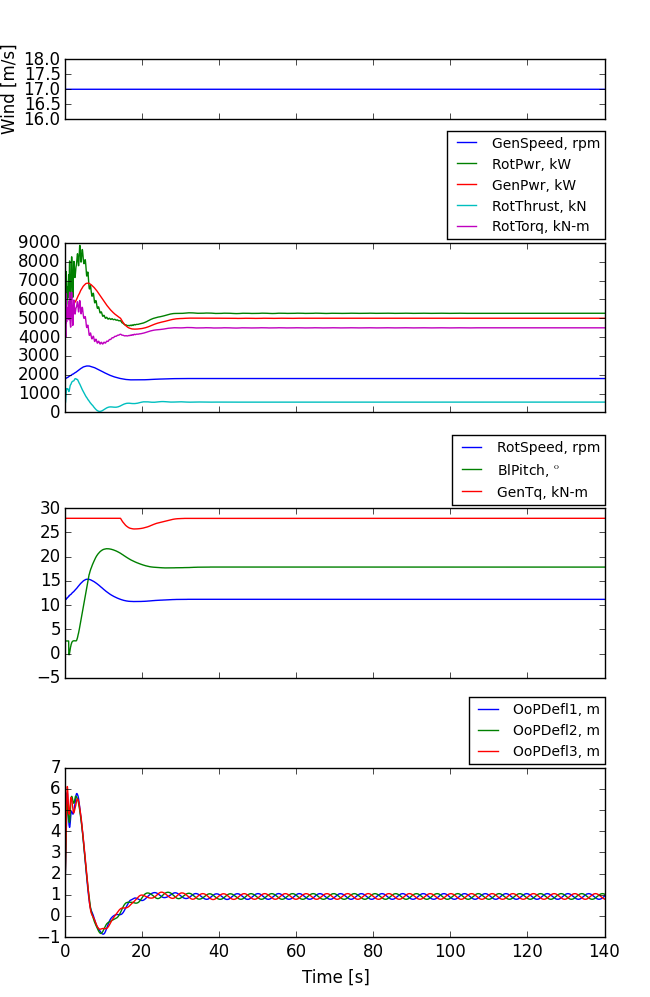 Wind [m/s]
18.0
17.5
17.0
16.5
16.0
GenSpeed, rpm
RotPwr, kW
GenPwr, kW
RotThrust, kN
RotTorq, kN-m
9000
8000
7000
6000
5000
4000
3000
2000
1000
0
RotSpeed, rpm
BlPitch, °
GenTq, kN-m
30
25
20
15
10
5
0
−5
OoPDefl1, m
OoPDefl2, m
OoPDefl3, m
7
6
5
4
3
2
1
0
−1
0 20 40 60 80 100 120 140
Time [s]